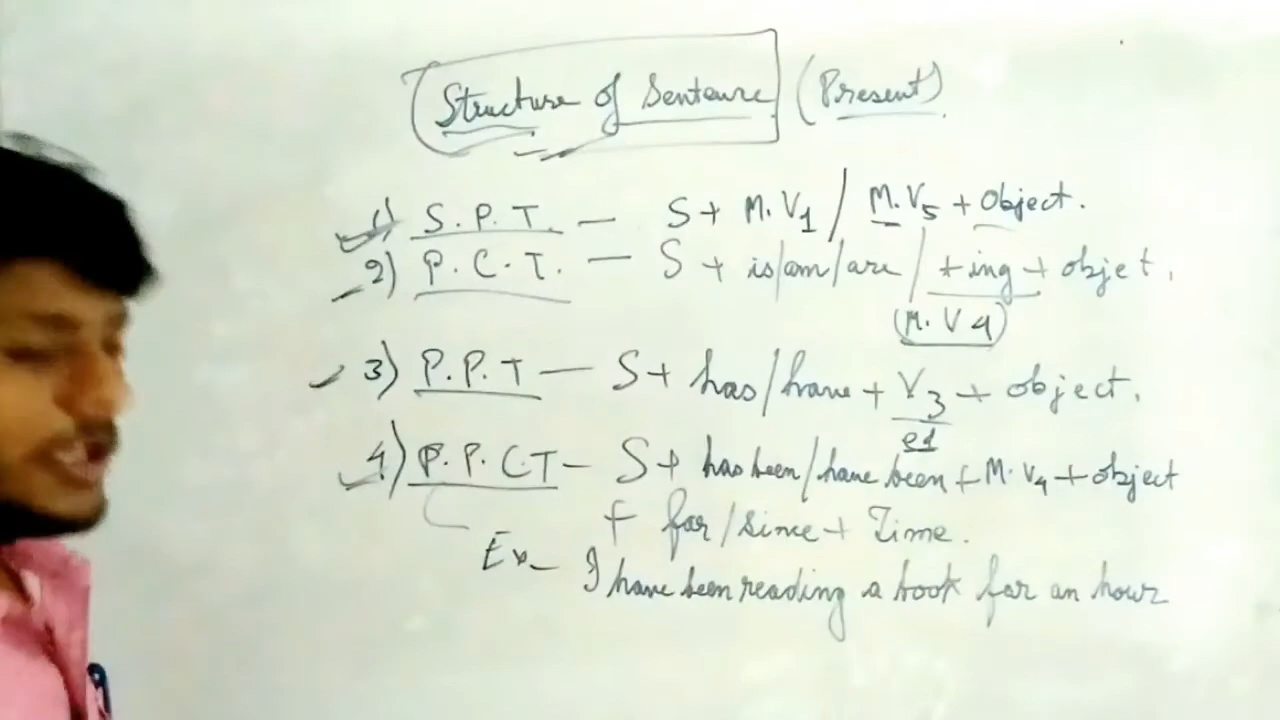 Structure of Sentence (Present)
1) S.P.T. — S + M.V1 / M.V5 + Object.
2) P.C.T. — S + is/am/are / + ing + objet.
(M.V4)
3) P.P.T — S + has/have + V3 + object.
ed
4) P.P.C.T — S + has been/have been + M.V4 + object
+ for/since + Time.
Ex — I have been reading a book for an hour